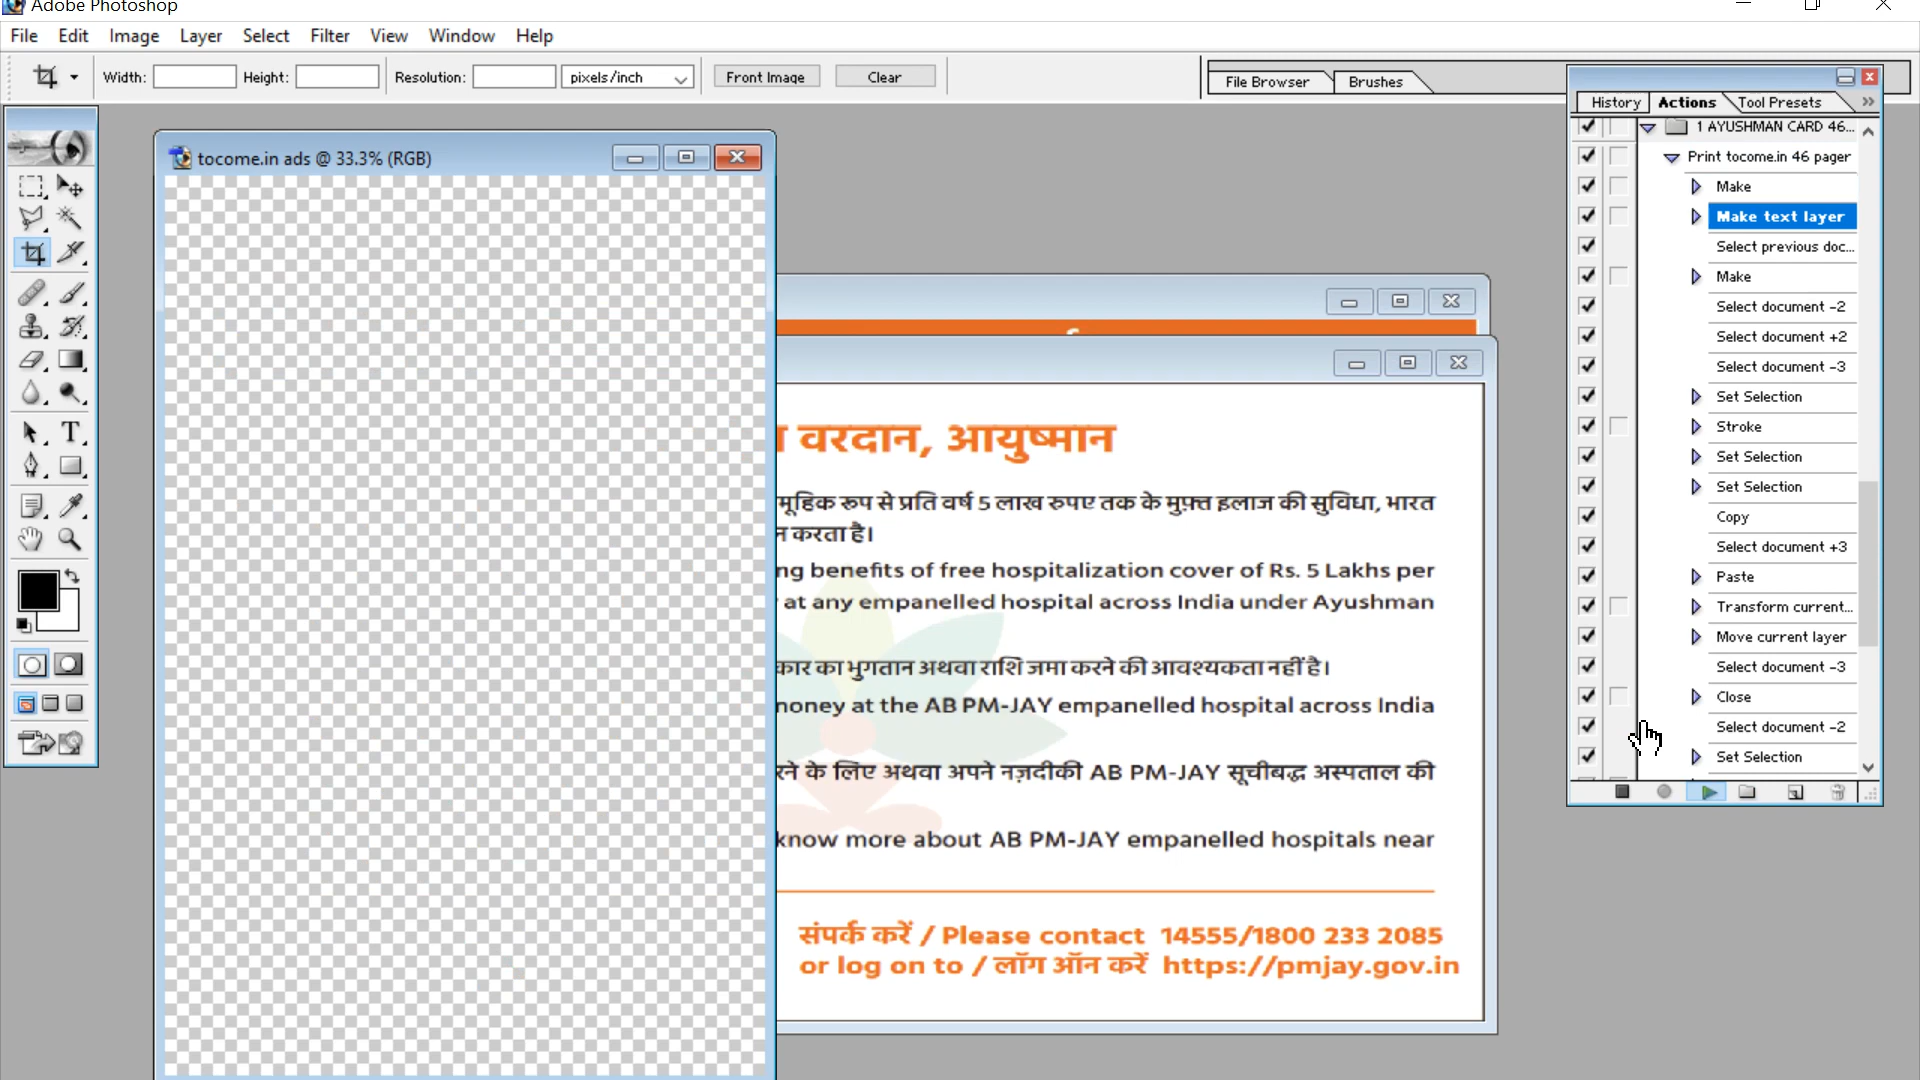 Adobe Photoshop
File Edit Image Layer Select Filter View Window Help
Width: Height: Resolution: pixels/inch Front Image Clear
File Browser Brushes
History Actions Tool Presets
tocome.in ads @ 33.3% (RGB)
वरदान, आयुष्मान
मूहिक रूप से प्रति वर्ष 5 लाख रुपए तक के मुफ़्त इलाज की सुविधा, भारत
न करता है।
ng benefits of free hospitalization cover of Rs. 5 Lakhs per
at any empanelled hospital across India under Ayushman
कार का भुगतान अथवा राशि जमा करने की आवश्यकता नहीं है।
money at the AB PM-JAY empanelled hospital across India
रने के लिए अथवा अपने नज़दीकी AB PM-JAY सूचीबद्ध अस्पताल की
know more about AB PM-JAY empanelled hospitals near
संपर्क करें / Please contact 14555/1800 233 2085
or log on to / लॉग ऑन करें https://pmjay.gov.in
1 AYUSHMAN CARD 46...
Print tocome.in 46 pager
Make
Make text layer
Select previous doc...
Make
Select document -2
Select document +2
Select document -3
Set Selection
Stroke
Set Selection
Set Selection
Copy
Select document +3
Paste
Transform current...
Move current layer
Select document -3
Close
Select document -2
Set Selection